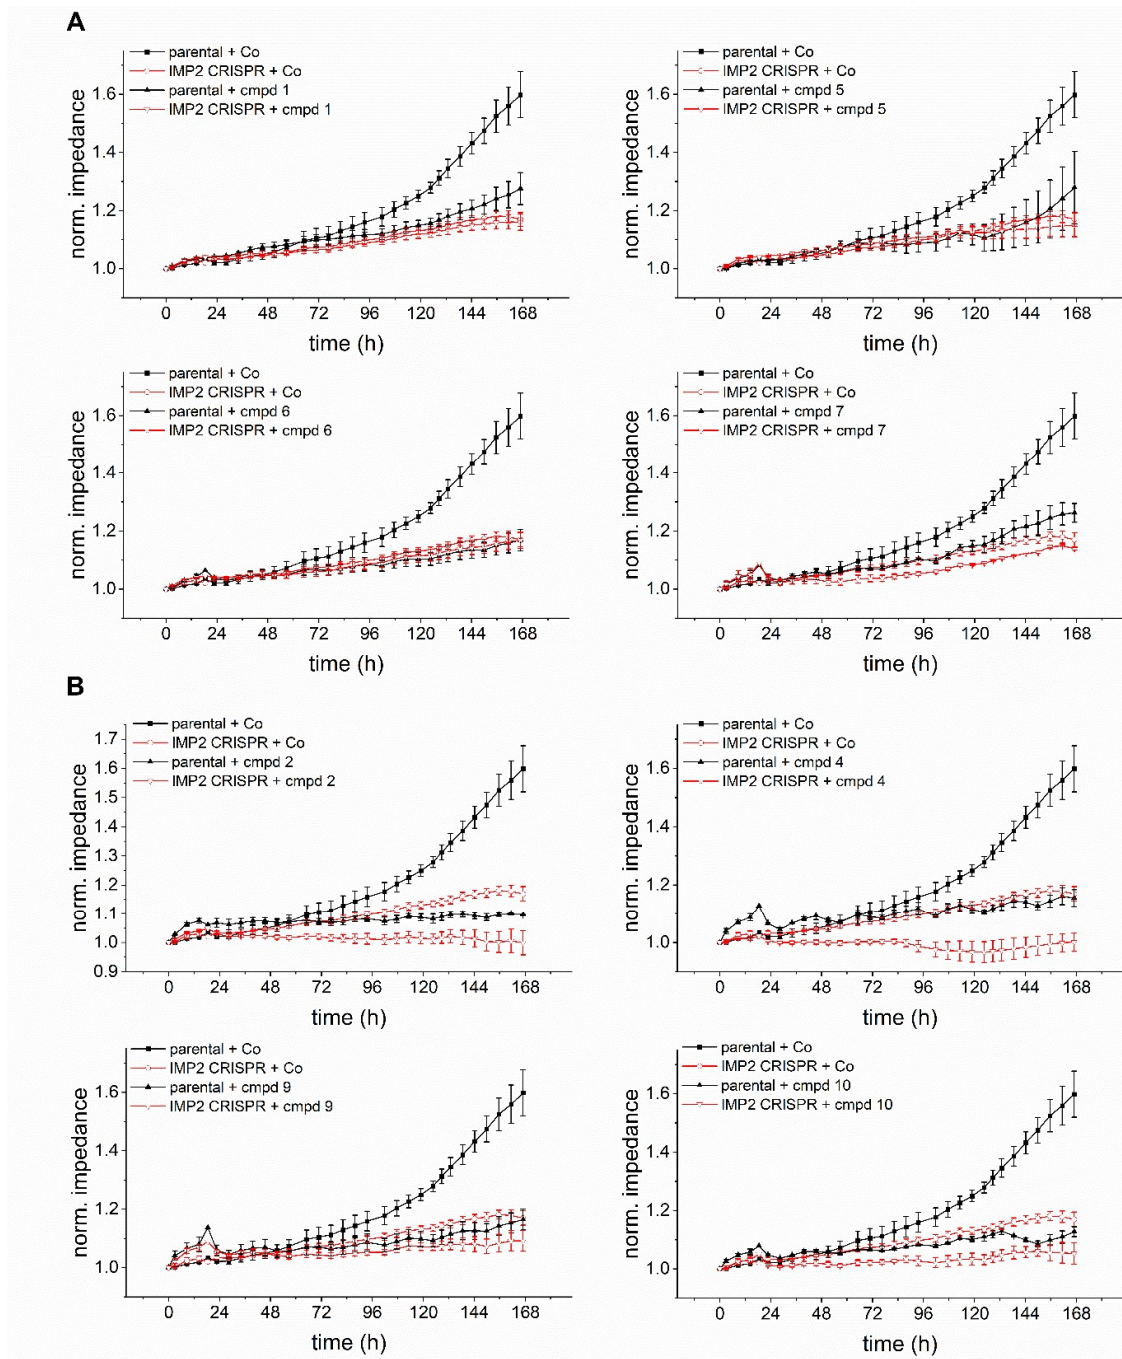 A
parental + Co
IMP2 CRISPR + Co
parental + cmpd 1
IMP2 CRISPR + cmpd 1
norm. impedance
1.6
1.4
1.2
1.0
0 24 48 72 96 120 144 168
time (h)
parental + Co
IMP2 CRISPR + Co
parental + cmpd 5
IMP2 CRISPR + cmpd 5
norm. impedance
1.6
1.4
1.2
1.0
0 24 48 72 96 120 144 168
time (h)
parental + Co
IMP2 CRISPR + Co
parental + cmpd 6
IMP2 CRISPR + cmpd 6
norm. impedance
1.6
1.4
1.2
1.0
0 24 48 72 96 120 144 168
time (h)
parental + Co
IMP2 CRISPR + Co
parental + cmpd 7
IMP2 CRISPR + cmpd 7
norm. impedance
1.6
1.4
1.2
1.0
0 24 48 72 96 120 144 168
time (h)
B
parental + Co
IMP2 CRISPR + Co
parental + cmpd 2
IMP2 CRISPR + cmpd 2
norm. impedance
1.7
1.6
1.5
1.4
1.3
1.2
1.1
1.0
0.9
0 24 48 72 96 120 144 168
time (h)
parental + Co
IMP2 CRISPR + Co
parental + cmpd 4
IMP2 CRISPR + cmpd 4
norm. impedance
1.6
1.4
1.2
1.0
0 24 48 72 96 120 144 168
time (h)
parental + Co
IMP2 CRISPR + Co
parental + cmpd 9
IMP2 CRISPR + cmpd 9
norm. impedance
1.6
1.4
1.2
1.0
0 24 48 72 96 120 144 168
time (h)
parental + Co
IMP2 CRISPR + Co
parental + cmpd 10
IMP2 CRISPR + cmpd 10
norm. impedance
1.6
1.4
1.2
1.0
0 24 48 72 96 120 144 168
time (h)